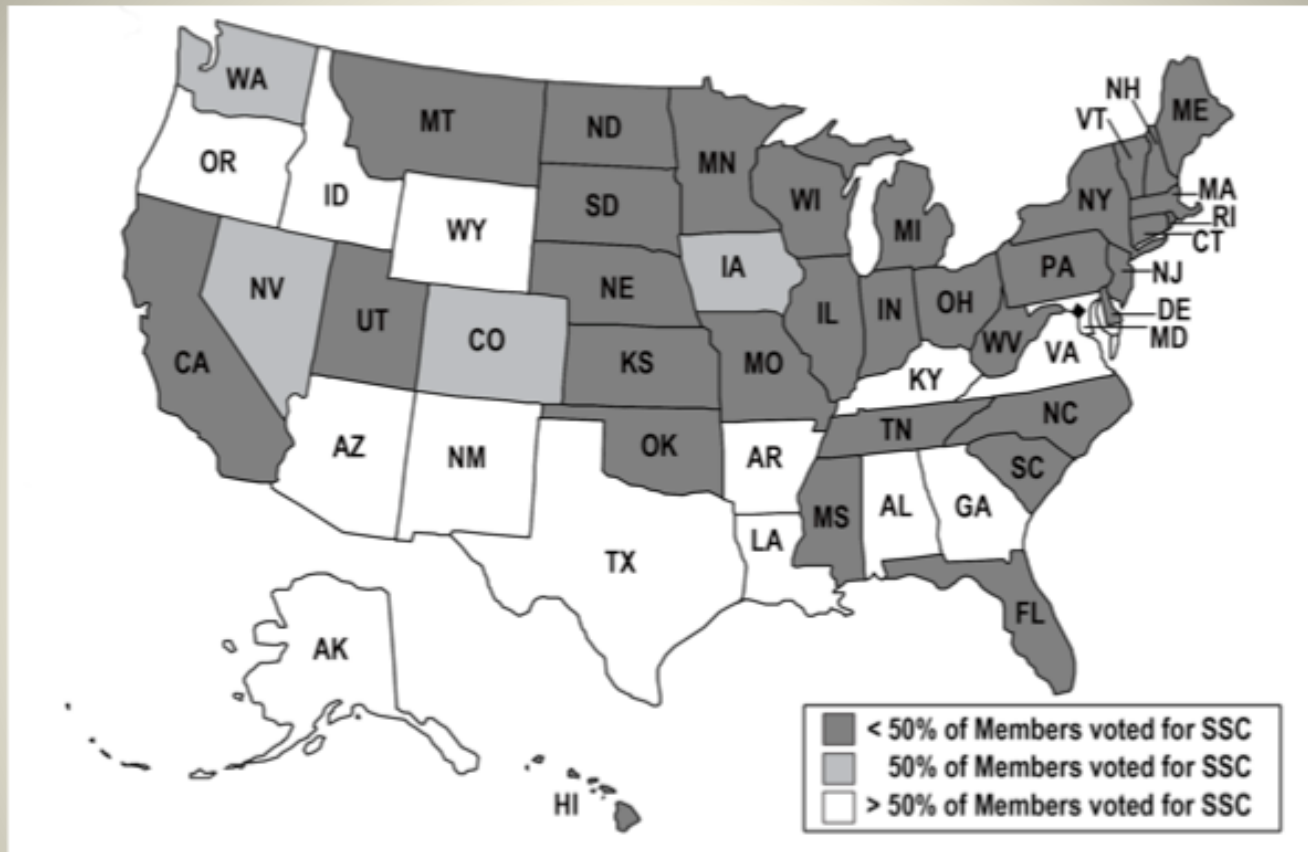 WA
MT
ND
MN
OR
ID
SD
WI
MI
WY
NE
IA
NV
UT
CO
CA
KS
MO
IL
IN
OH
WV
KY
VA
PA
NY
VT
NH
ME
MA
RI
CT
NJ
DE
MD
AZ
NM
OK
AR
TN
NC
SC
MS
AL
GA
TX
LA
FL
AK
HI
< 50% of Members voted for SSC
50% of Members voted for SSC
> 50% of Members voted for SSC